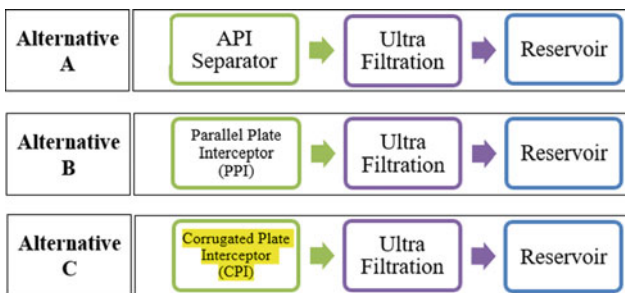 Alternative
A
API
Separator
Ultra
Filtration
Reservoir
Alternative
B
Parallel Plate
Interceptor
(PPI)
Ultra
Filtration
Reservoir
Alternative
C
Corrugated Plate
Interceptor
(CPI)
Ultra
Filtration
Reservoir